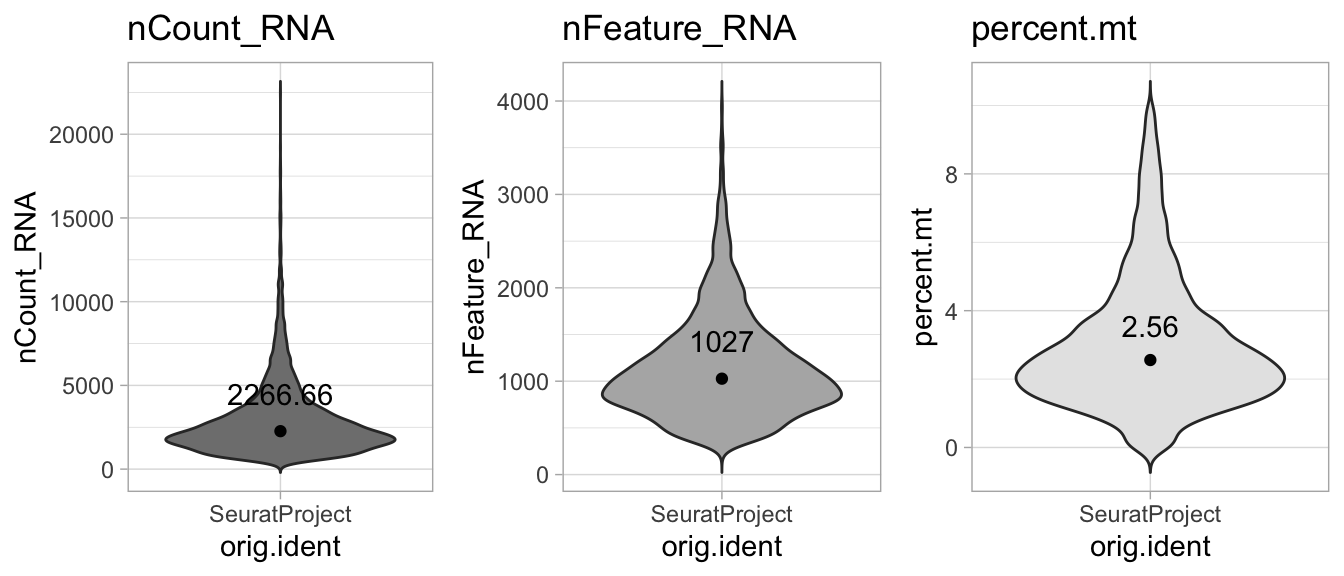 nCount_RNA
nCount_RNA
20000
15000
10000
5000
0
2266.66
SeuratProject
orig.ident
nFeature_RNA
nFeature_RNA
4000
3000
2000
1000
0
1027
SeuratProject
orig.ident
percent.mt
percent.mt
8
4
0
2.56
SeuratProject
orig.ident